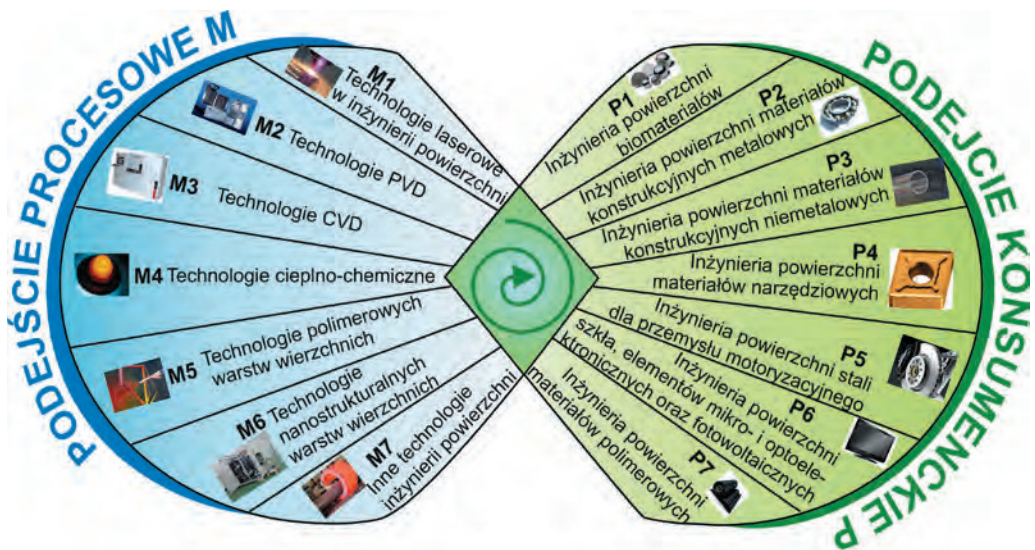 PODEJŚCIE PROCESOWE M
M1
Technologie laserowe
w inżynierii powierzchni
M2 Technologie PVD
M3
Technologie CVD
M4 Technologie cieplno-chemiczne
M5 Technologie polimerowych
warstw wierzchnich
M6 Technologie
nanostrukturalnych
warstw wierzchnich
M7
Inne technologie
inżynierii powierzchni
PODEJCIE KONSUMENCKIE P
P1
Inżynieria powierzchni
biomateriałów
P2
Inżynieria powierzchni materiałów
konstrukcyjnych metalowych
P3
Inżynieria powierzchni materiałów
konstrukcyjnych niemetalowych
P4
Inżynieria powierzchni
materiałów narzędziowych
P5
Inżynieria powierzchni stali
dla przemysłu motoryzacyjnego
P6
Inżynieria powierzchni
szkła, elementów mikro- i optoele-
ktronicznych oraz fotowoltaicznych
P7
Inżynieria powierzchni
materiałów polimerowych